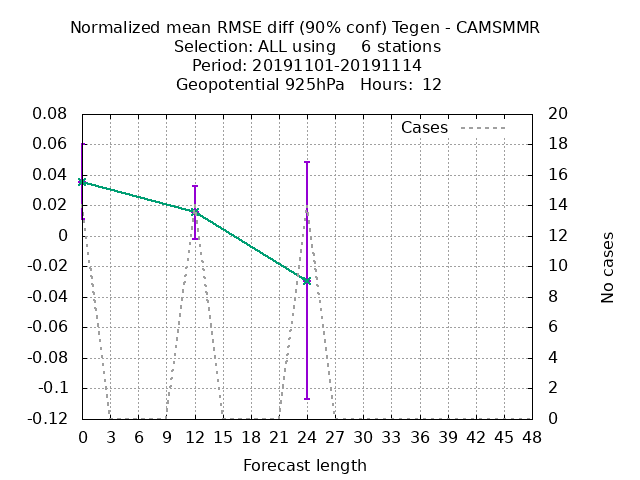 Normalized mean RMSE diff (90% conf) Tegen - CAMSMMR
Selection: ALL using     6 stations
Period: 20191101-20191114
Geopotential 925hPa   Hours:  12
Cases
0.08
0.06
0.04
0.02
0
-0.02
-0.04
-0.06
-0.08
-0.1
-0.12
20
18
16
14
12
10
8
6
4
2
0
No cases
0 3 6 9 12 15 18 21 24 27 30 33 36 39 42 45 48
Forecast length